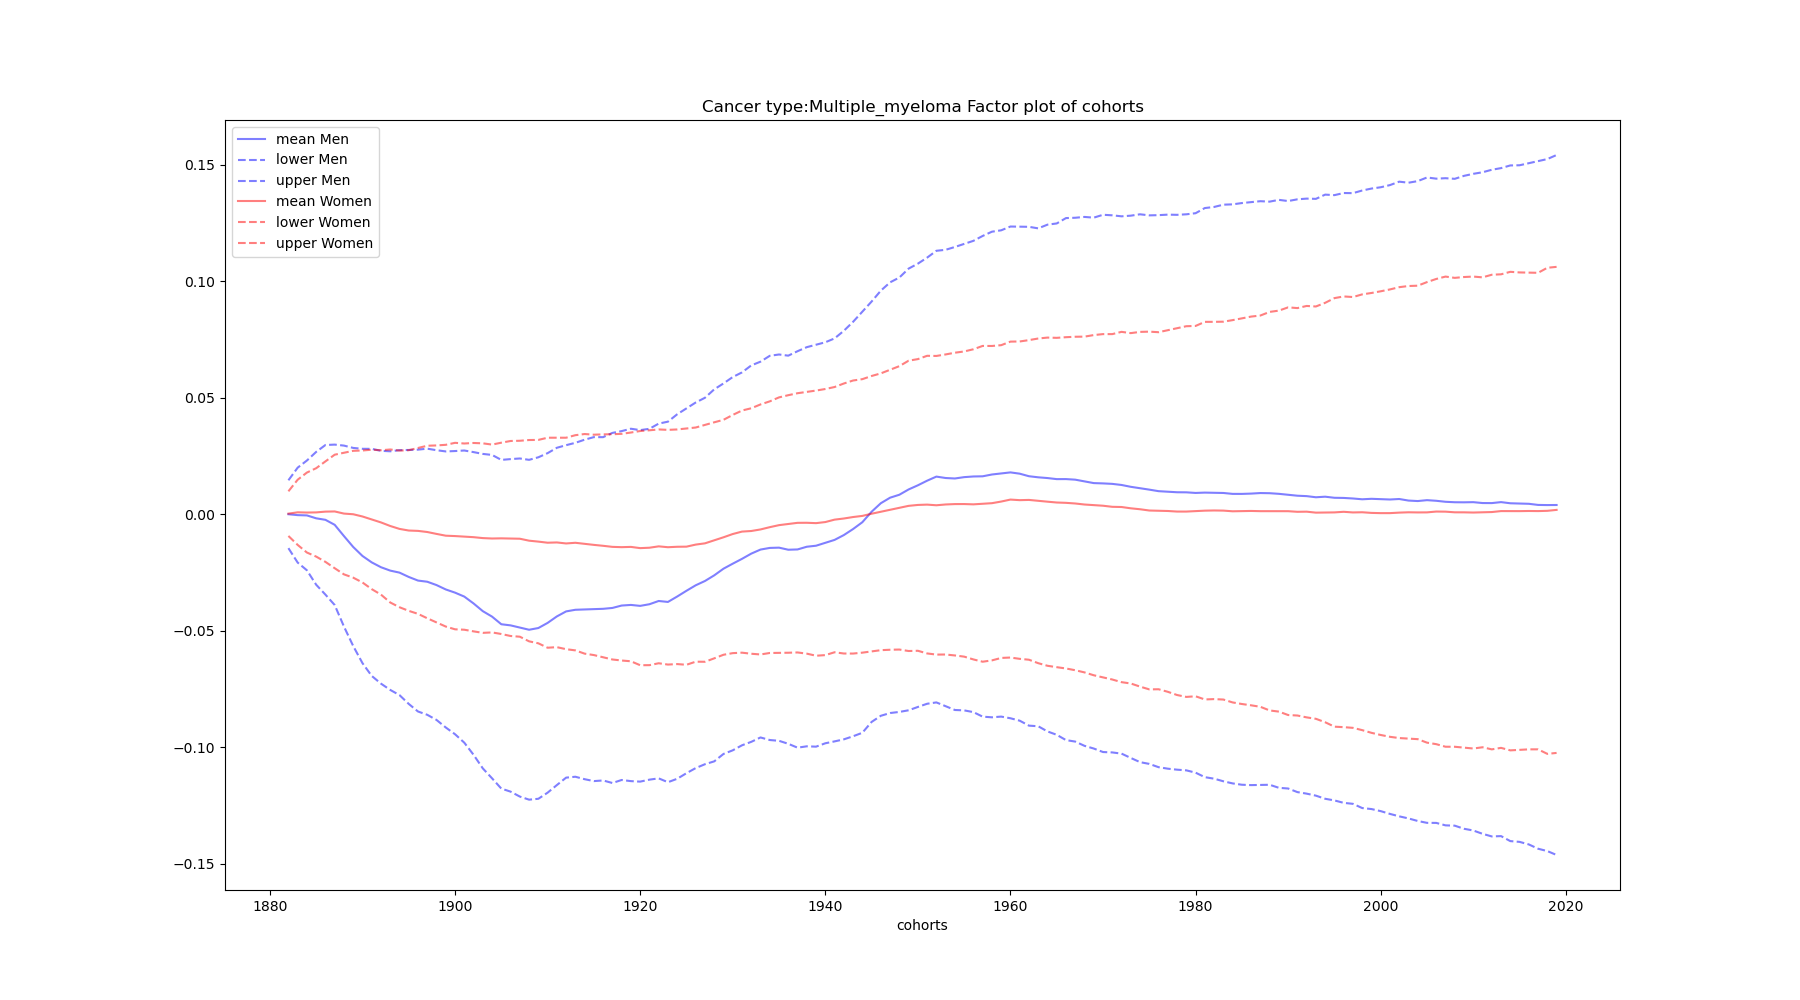 Cancer type:Multiple_myeloma Factor plot of cohorts
mean Men
lower Men
upper Men
mean Women
lower Women
upper Women
0.15
0.10
0.05
0.00
−0.05
−0.10
−0.15
1880 1900 1920 1940 1960 1980 2000 2020
cohorts